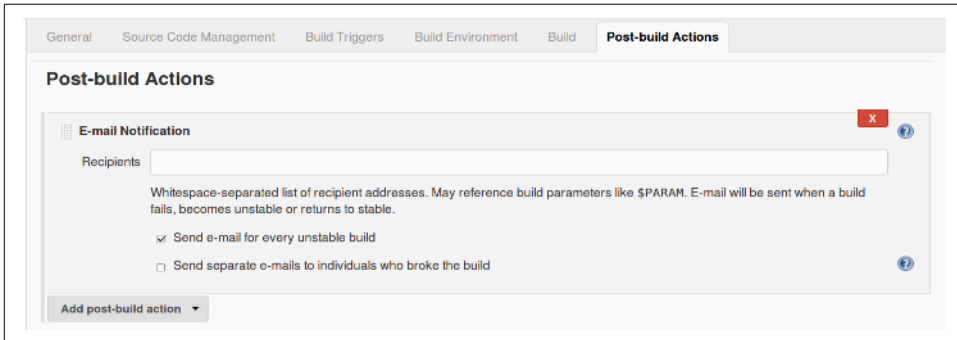 General Source Code Management Build Triggers Build Environment Build Post-build Actions
Post-build Actions
X
E-mail Notification
Recipients
Whitespace-separated list of recipient addresses. May reference build parameters like $PARAM. E-mail will be sent when a build
fails, becomes unstable or returns to stable.
Send e-mail for every unstable build
Send separate e-mails to individuals who broke the build
Add post-build action